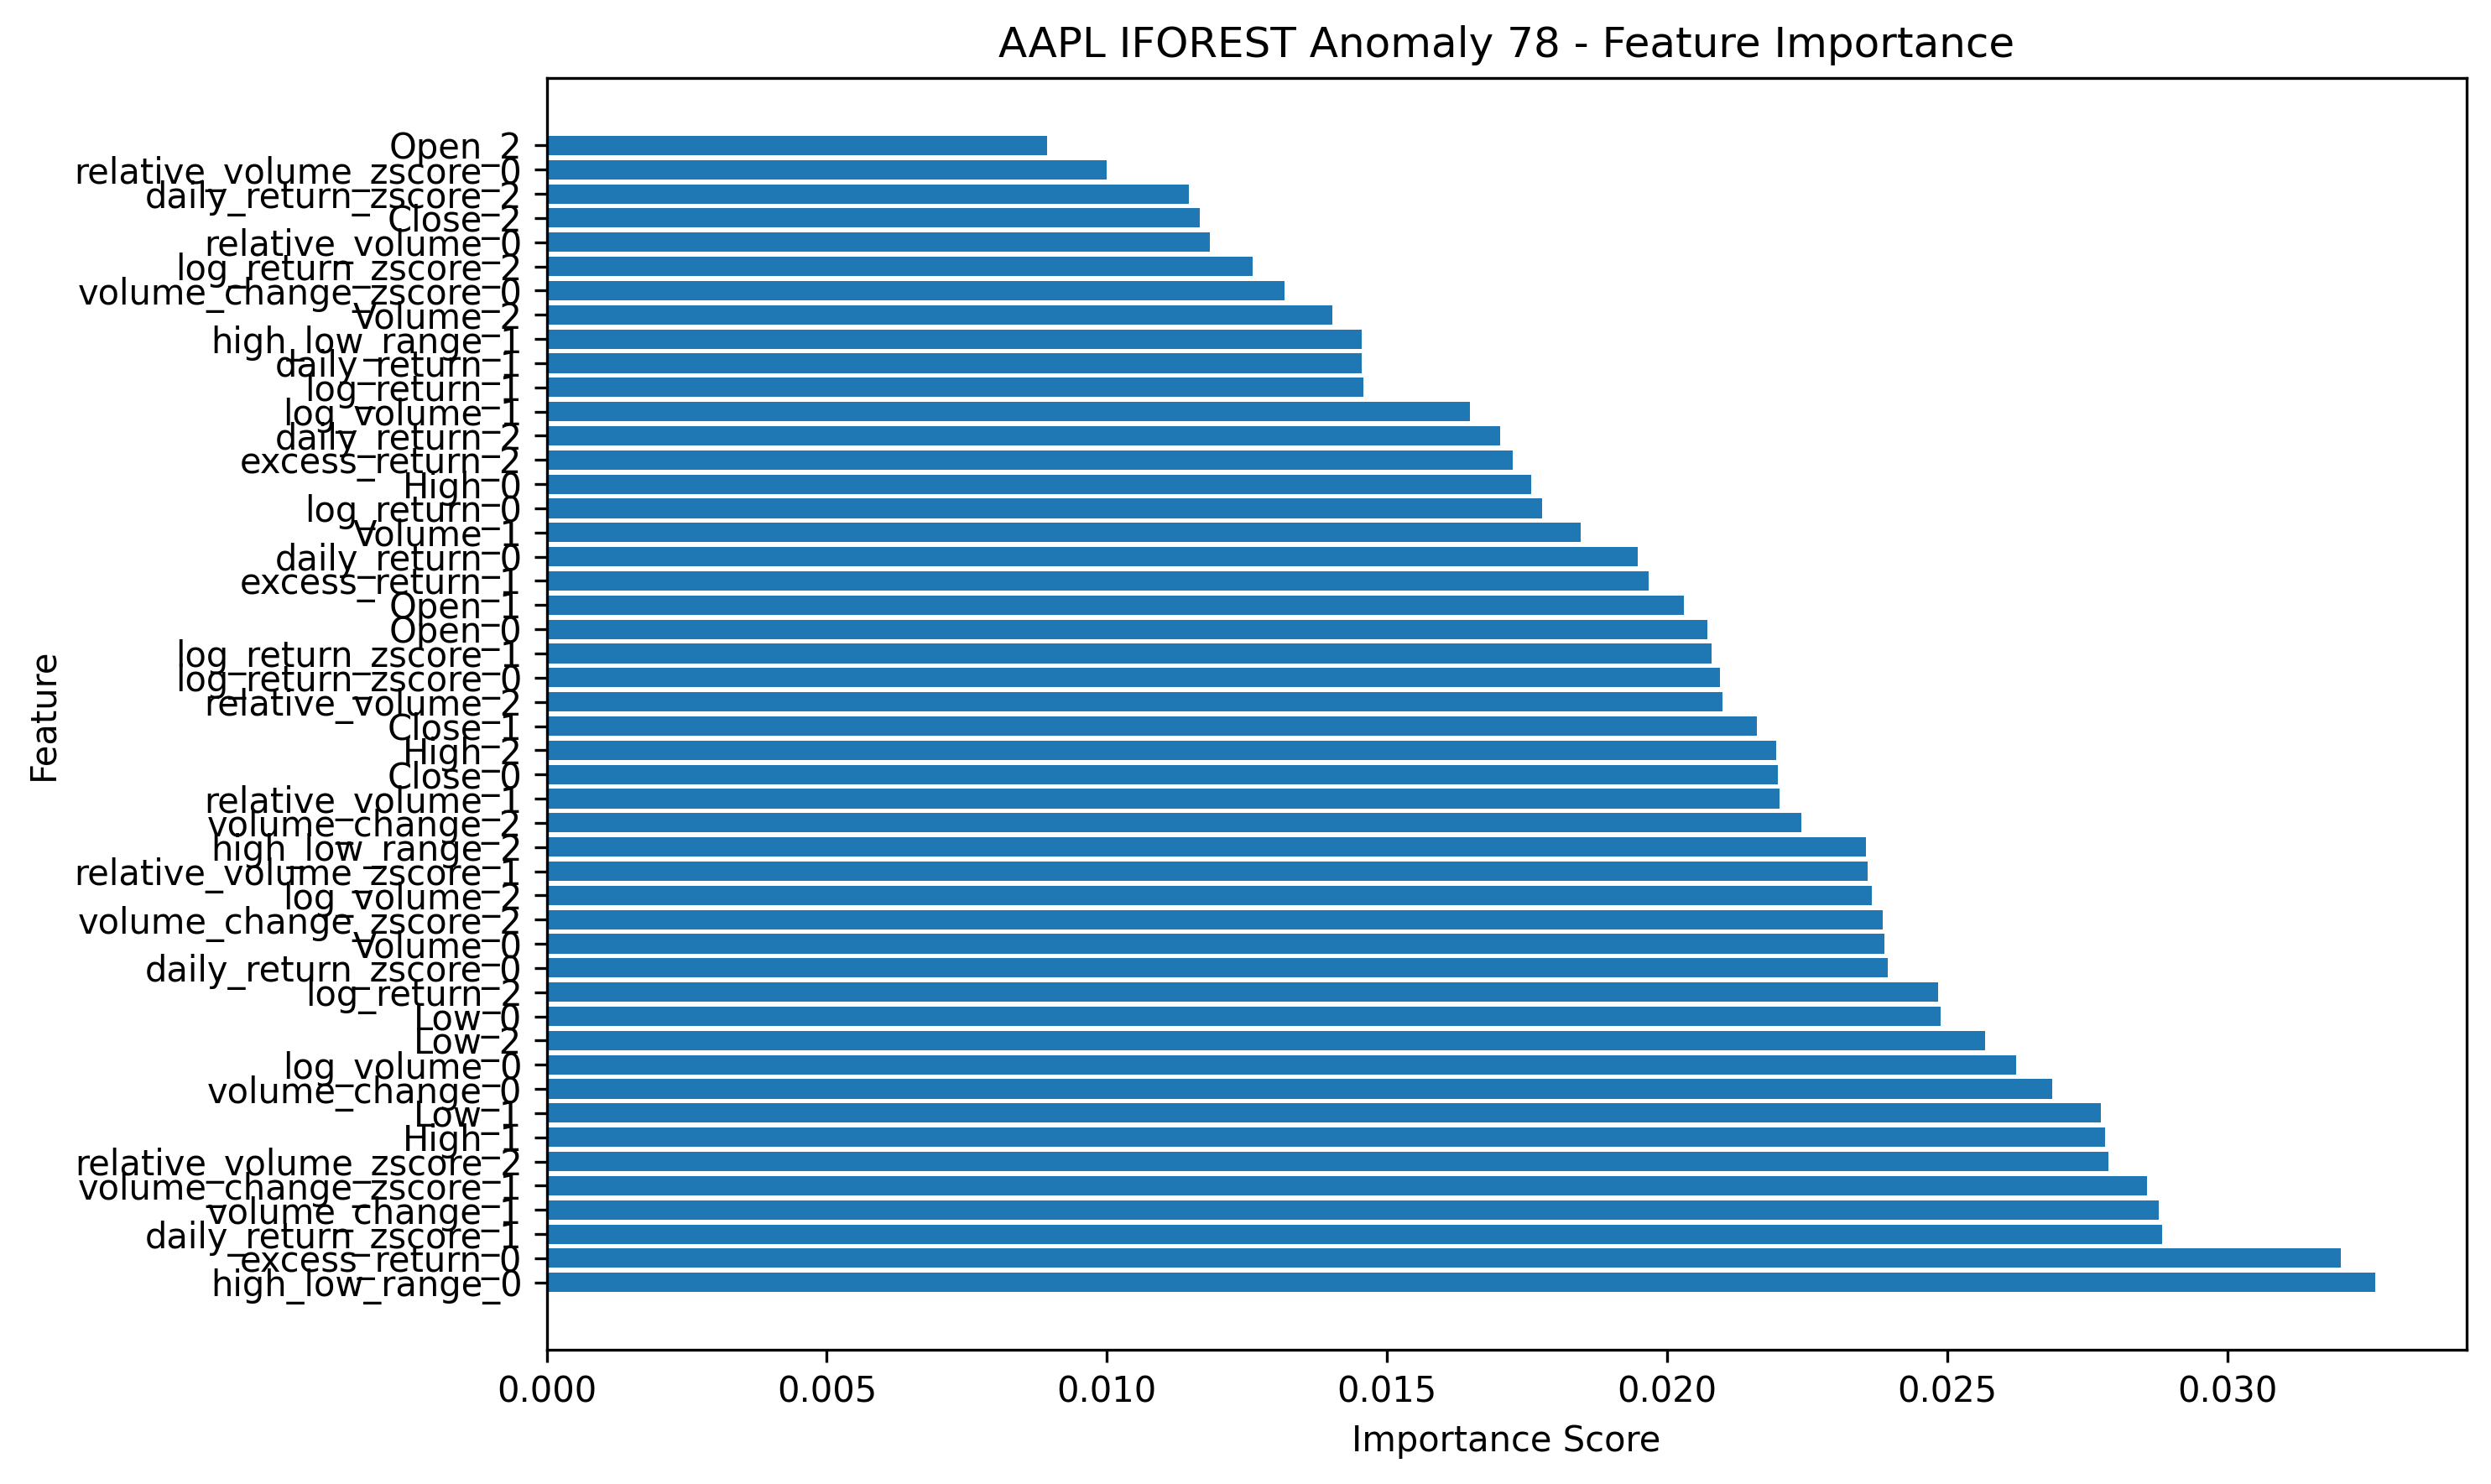 AAPL IFOREST Anomaly 78 - Feature Importance
Open_2
relative_volume_zscore_0
daily_return_zscore_2
Close_2
relative_volume_0
log_return_zscore_2
volume_change_zscore_0
Volume_2
high_low_range_1
daily_return_1
log_return_1
log_volume_1
daily_return_2
excess_return_2
High_0
log_return_0
Volume_1
daily_return_0
excess_return_1
Open_1
Open_0
log_return_zscore_1
log_return_zscore_0
relative_volume_2
Close_1
High_2
Close_0
relative_volume_1
volume_change_2
high_low_range_2
relative_volume_zscore_1
log_volume_2
volume_change_zscore_2
Volume_0
daily_return_zscore_0
log_return_2
Low_0
Low_2
log_volume_0
volume_change_0
Low_1
High_1
relative_volume_zscore_2
volume_change_zscore_1
volume_change_1
daily_return_zscore_1
excess_return_0
high_low_range_0
Feature
0.000 0.005 0.010 0.015 0.020 0.025 0.030
Importance Score